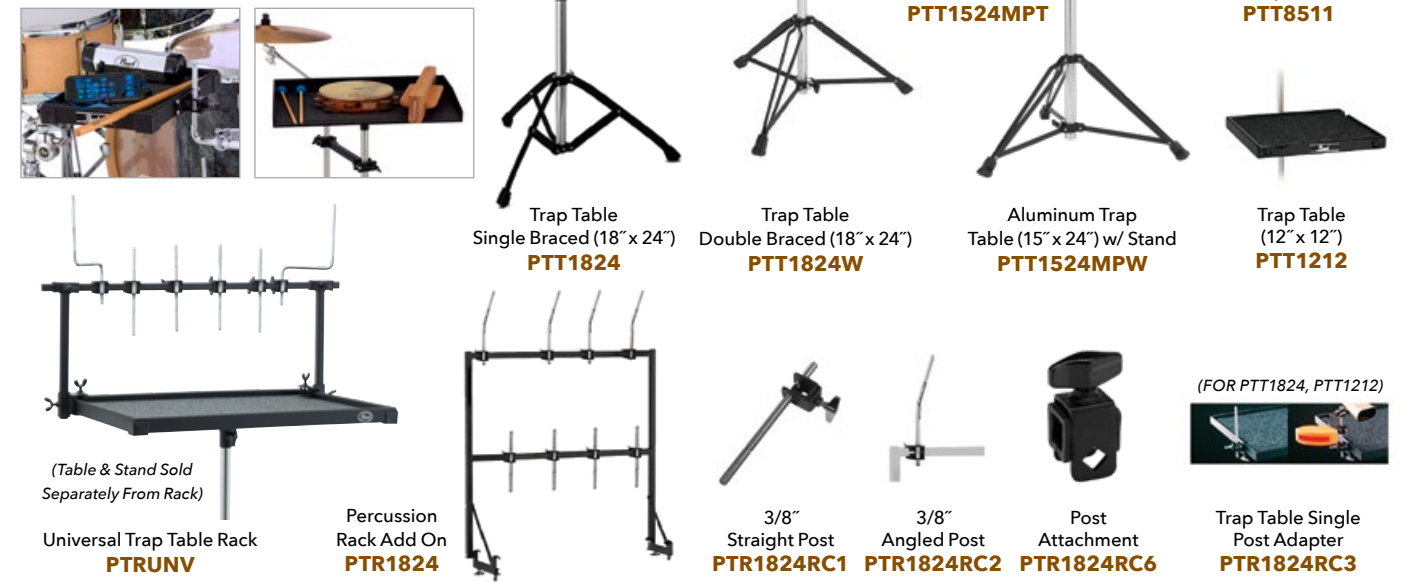 PTT1524MPT
PTT8511
Trap Table
Single Braced (18˝ x 24˝)
PTT1824
Trap Table
Double Braced (18˝ x 24˝)
PTT1824W
Aluminum Trap
Table (15˝ x 24˝) w/ Stand
PTT1524MPW
Trap Table
(12˝ x 12˝)
PTT1212
(Table & Stand Sold
Separately From Rack)
Universal Trap Table Rack
PTRUNV
Percussion
Rack Add On
PTR1824
3/8˝
Straight Post
PTR1824RC1
3/8˝
Angled Post
PTR1824RC2
Post
Attachment
PTR1824RC6
(FOR PTT1824, PTT1212)
Trap Table Single
Post Adapter
PTR1824RC3
Pearl